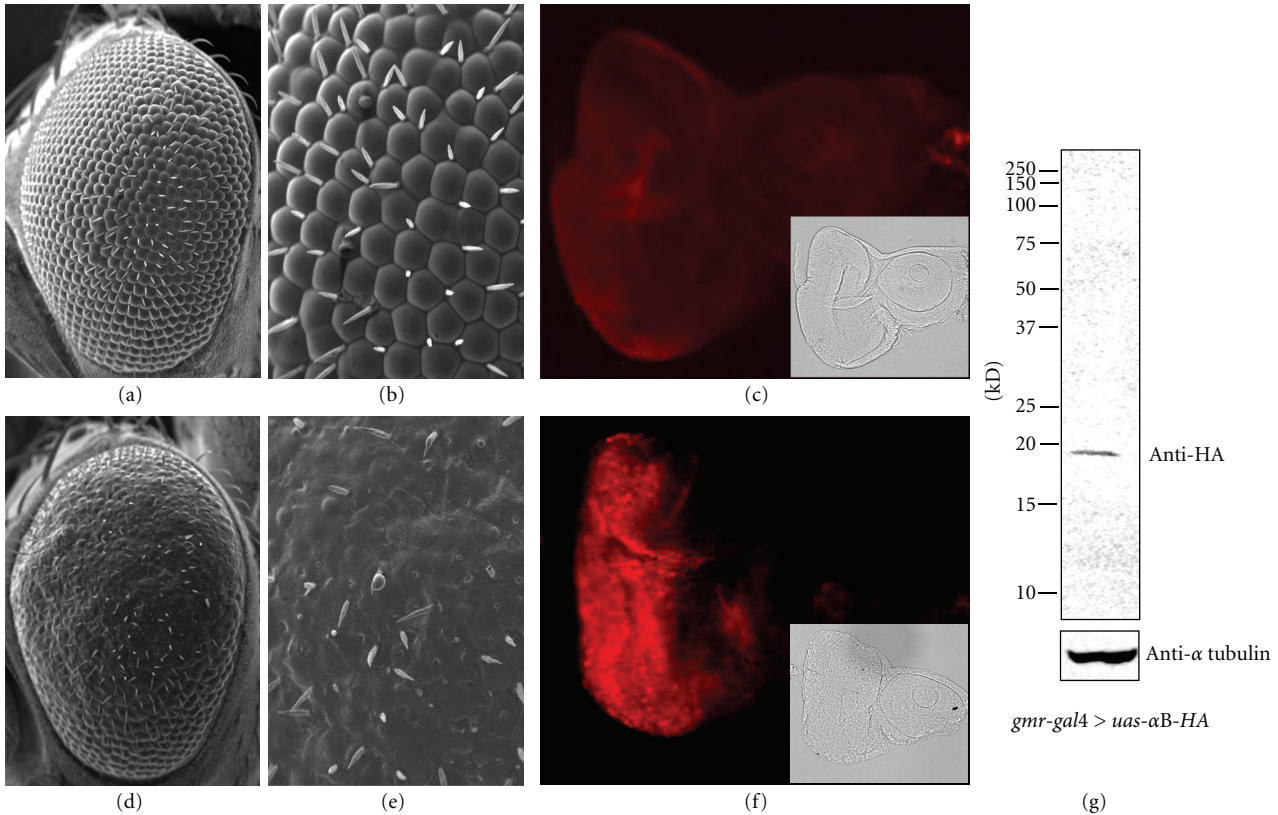 (a)
(b)
(c)
(d)
(e)
(f)
(kD)
250
150
100
75
50
37
25
20
15
10
Anti-HA
Anti-α tubulin
gmr-gal4 > uas-αB-HA
(g)